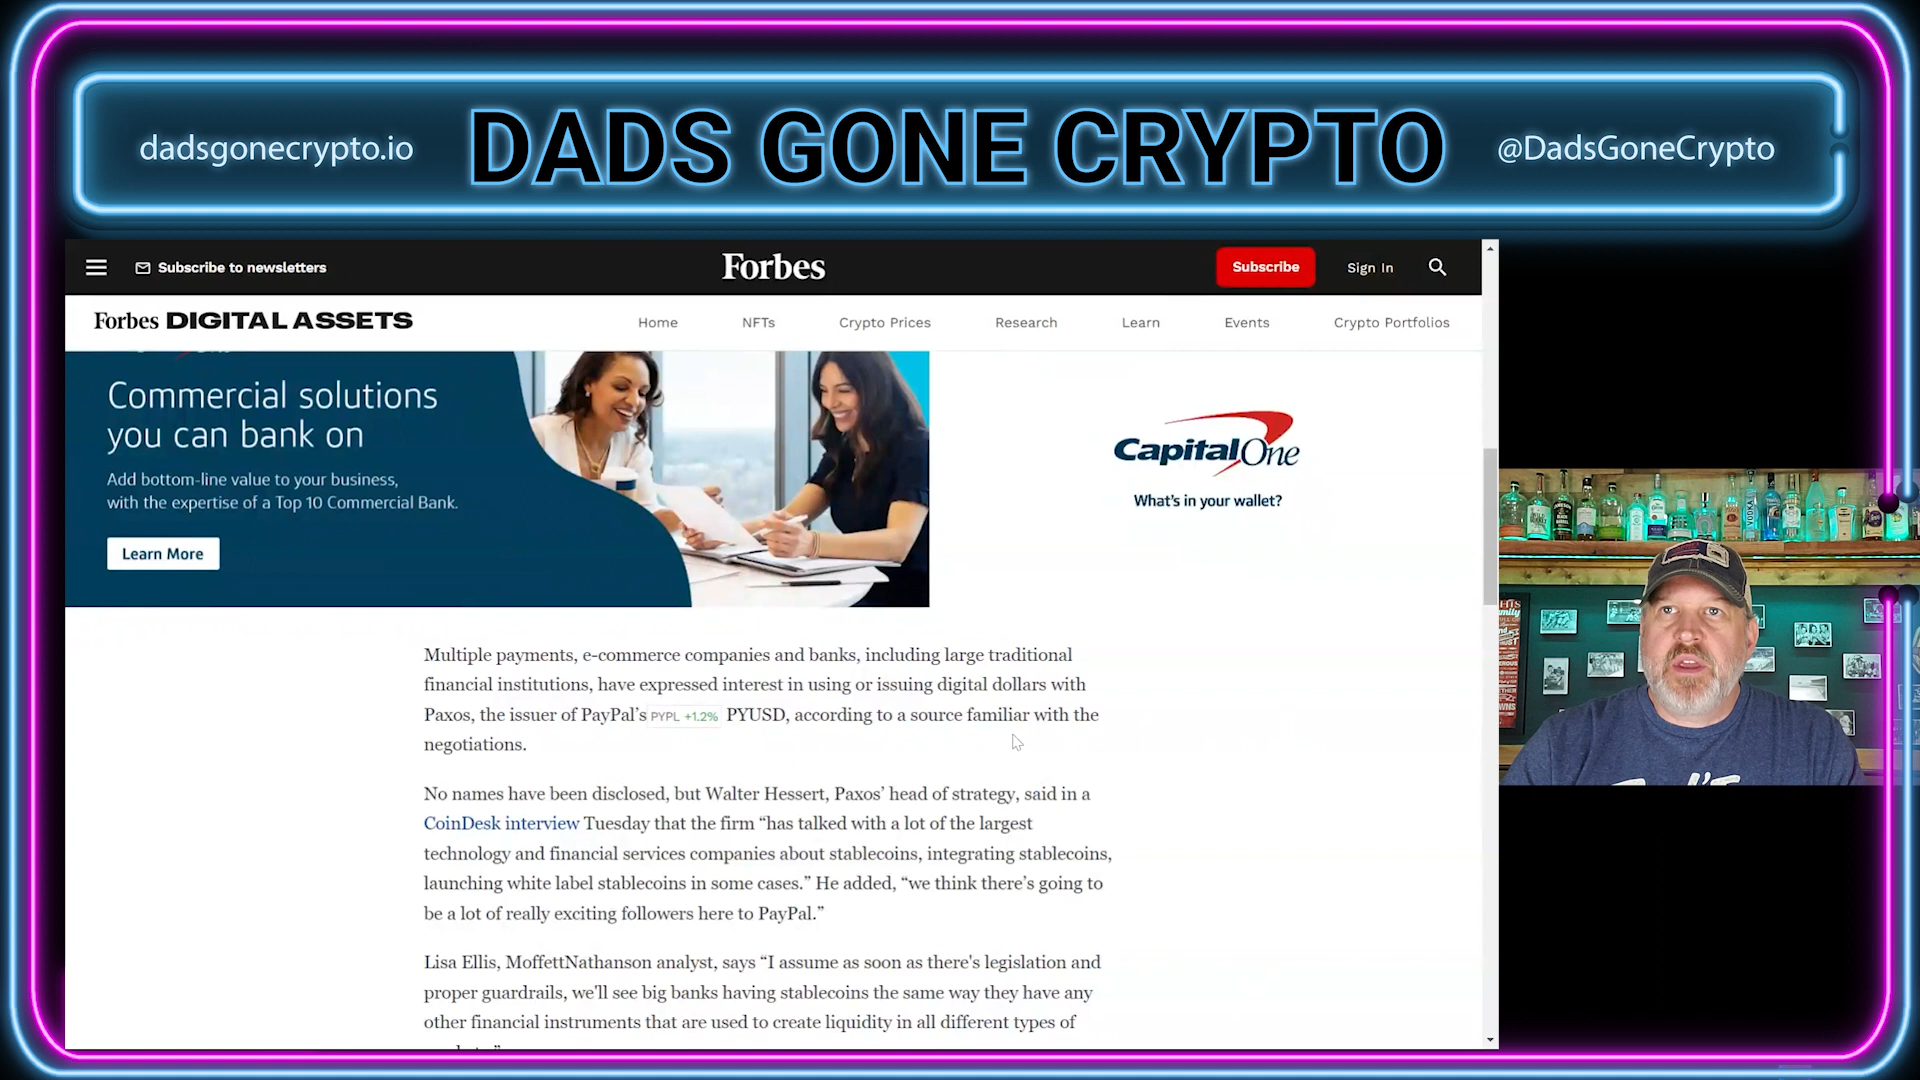 dadsgonecrypto.io
DADS GONE CRYPTO
@DadsGoneCrypto
Subscribe to newsletters
Forbes
Subscribe
Sign In
Forbes DIGITAL ASSETS
Home
NFTs
Crypto Prices
Research
Learn
Events
Crypto Portfolios
Commercial solutions
you can bank on
Add bottom-line value to your business,
with the expertise of a Top 10 Commercial Bank.
Learn More
Capital One
What's in your wallet?
Multiple payments, e-commerce companies and banks, including large traditional
financial institutions, have expressed interest in using or issuing digital dollars with
Paxos, the issuer of PayPal's PYPL +1.2% PYUSD, according to a source familiar with the
negotiations.
No names have been disclosed, but Walter Hessert, Paxos' head of strategy, said in a
CoinDesk interview Tuesday that the firm “has talked with a lot of the largest
technology and financial services companies about stablecoins, integrating stablecoins,
launching white label stablecoins in some cases.” He added, “we think there's going to
be a lot of really exciting followers here to PayPal.”
Lisa Ellis, MoffettNathanson analyst, says “I assume as soon as there's legislation and
proper guardrails, we'll see big banks having stablecoins the same way they have any
other financial instruments that are used to create liquidity in all different types of
VODKA